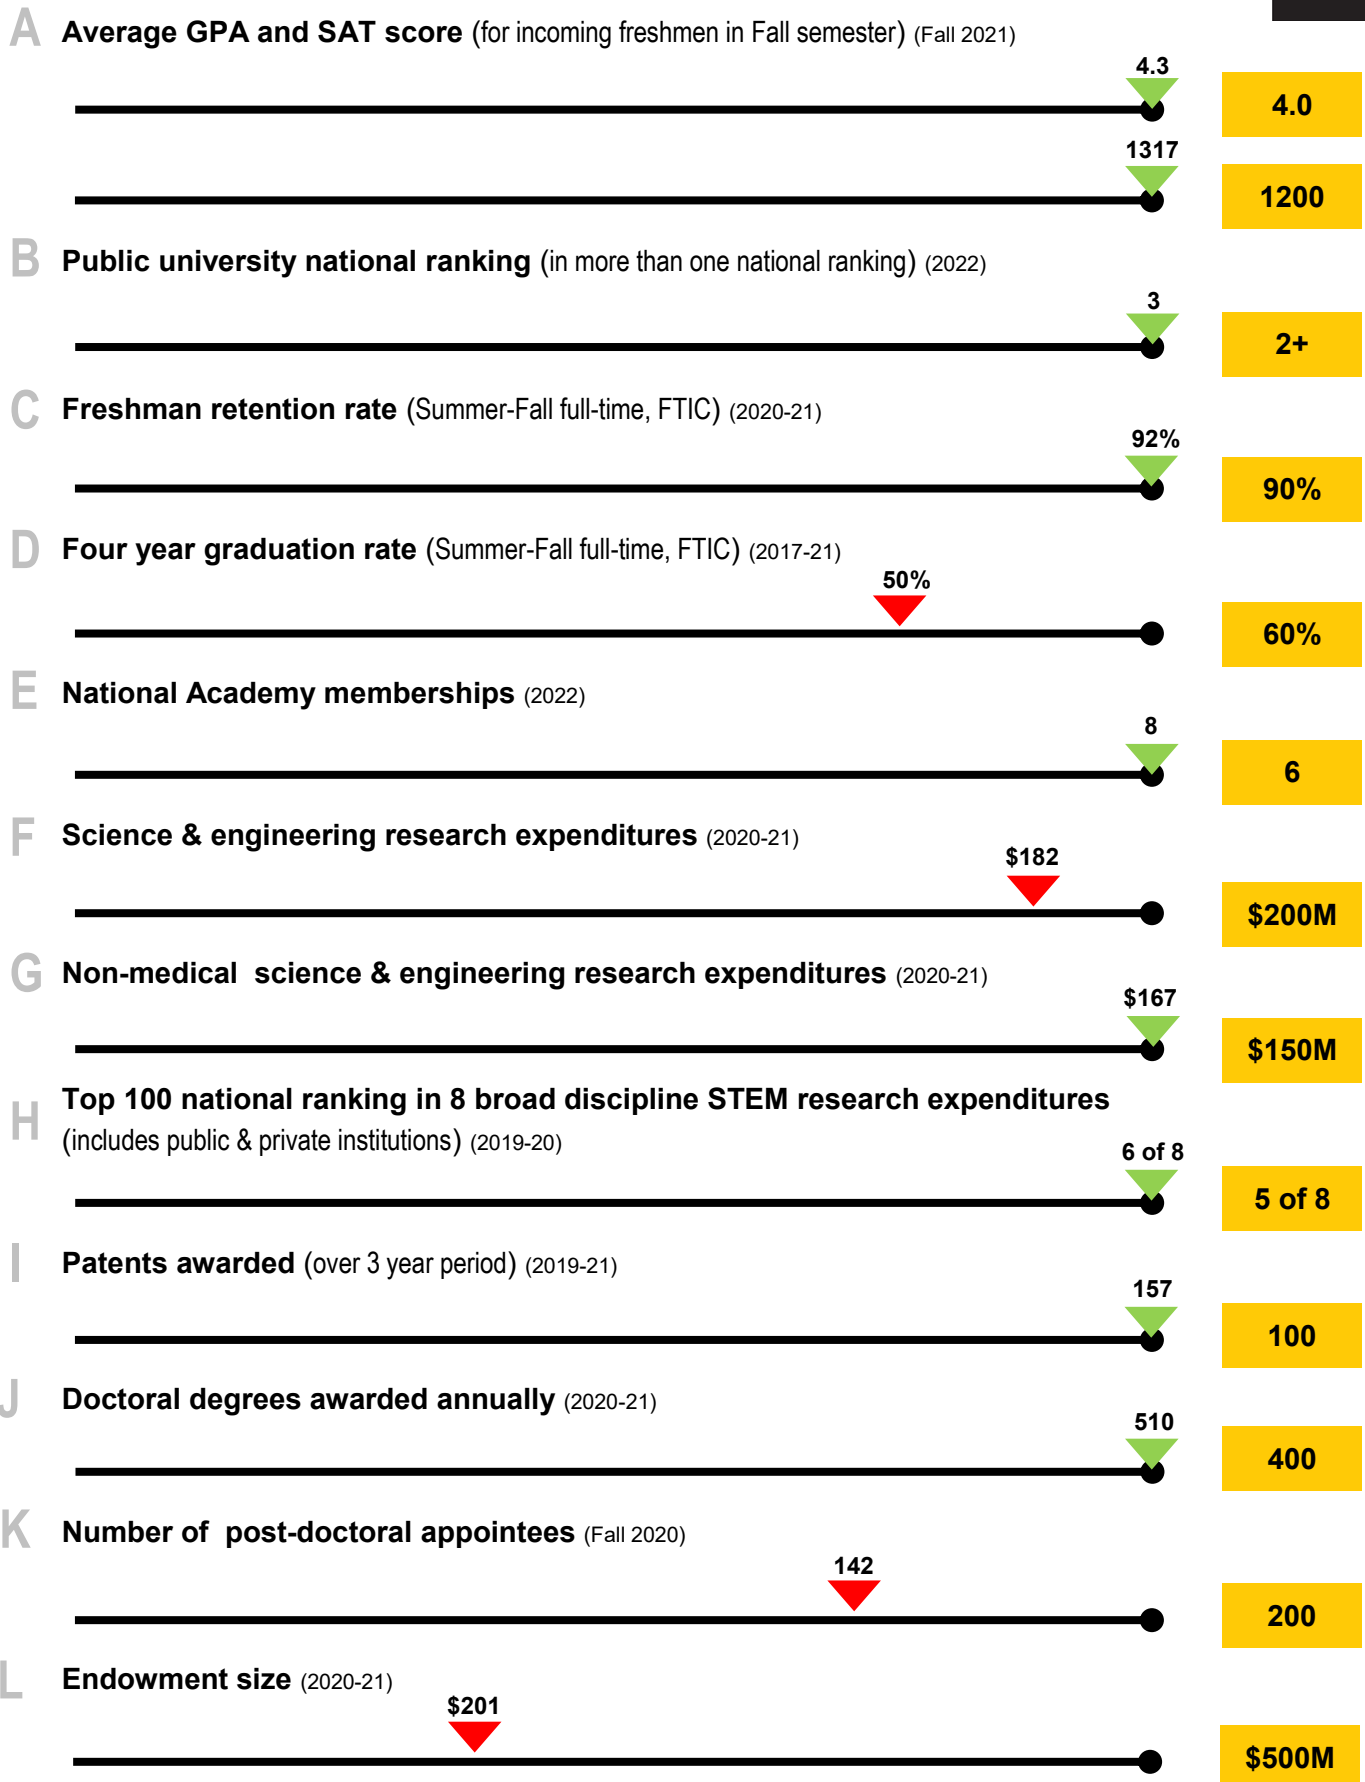 A Average GPA and SAT score (for incoming freshmen in Fall semester) (Fall 2021)
4.3
4.0
1317
1200
B Public university national ranking (in more than one national ranking) (2022)
3
2+
C Freshman retention rate (Summer-Fall full-time, FTIC) (2020-21)
92%
90%
D Four year graduation rate (Summer-Fall full-time, FTIC) (2017-21)
50%
60%
E National Academy memberships (2022)
8
6
F Science & engineering research expenditures (2020-21)
$182
$200M
G Non-medical science & engineering research expenditures (2020-21)
$167
$150M
H Top 100 national ranking in 8 broad discipline STEM research expenditures
(includes public & private institutions) (2019-20)
6 of 8
5 of 8
I Patents awarded (over 3 year period) (2019-21)
157
100
J Doctoral degrees awarded annually (2020-21)
510
400
K Number of post-doctoral appointees (Fall 2020)
142
200
L Endowment size (2020-21)
$201
$500M